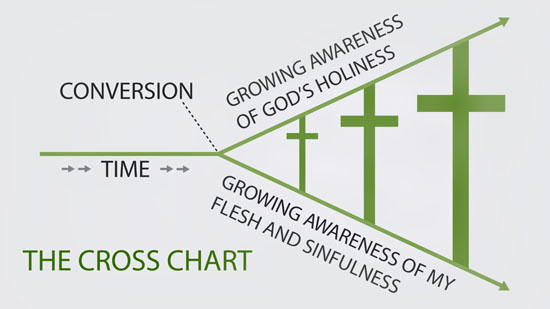 CONVERSION
GROWING AWARENESS
OF GOD'S HOLINESS
TIME
GROWING AWARENESS OF MY
FLESH AND SINFULNESS
THE CROSS CHART